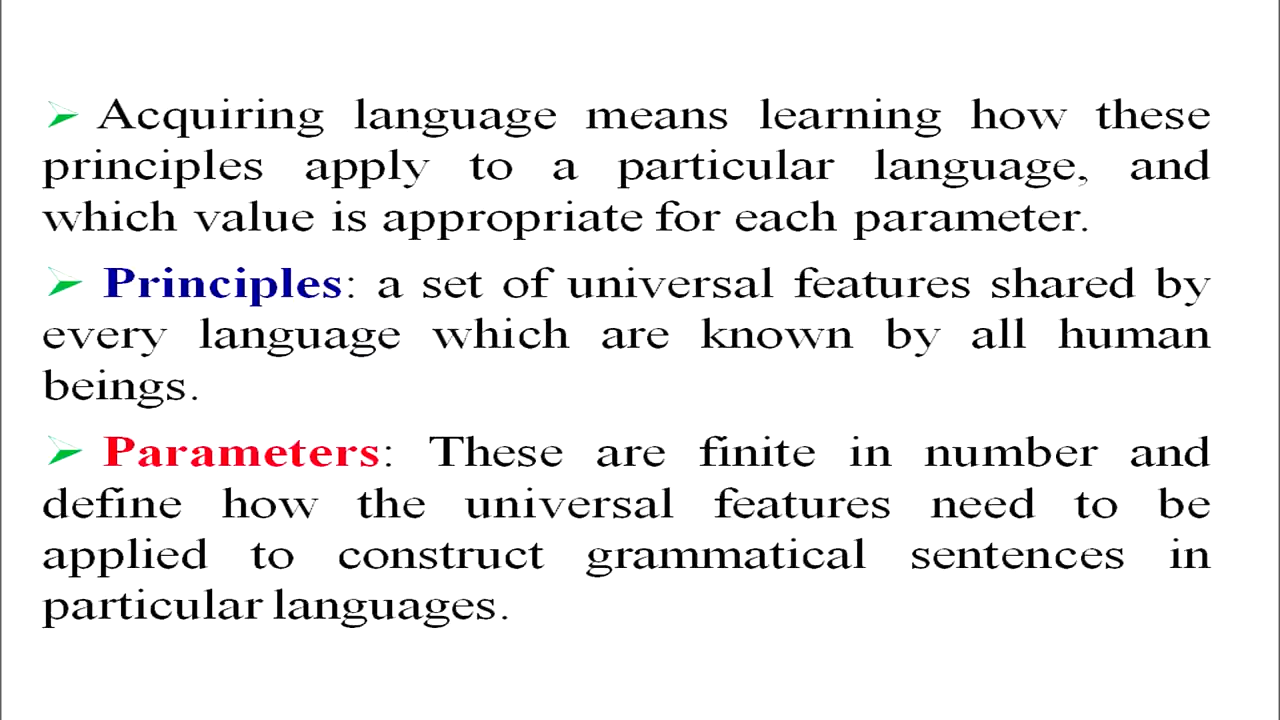 ➢ Acquiring language means learning how these
principles apply to a particular language, and
which value is appropriate for each parameter.
➢ Principles: a set of universal features shared by
every language which are known by all human
beings.
➢ Parameters: These are finite in number and
define how the universal features need to be
applied to construct grammatical sentences in
particular languages.